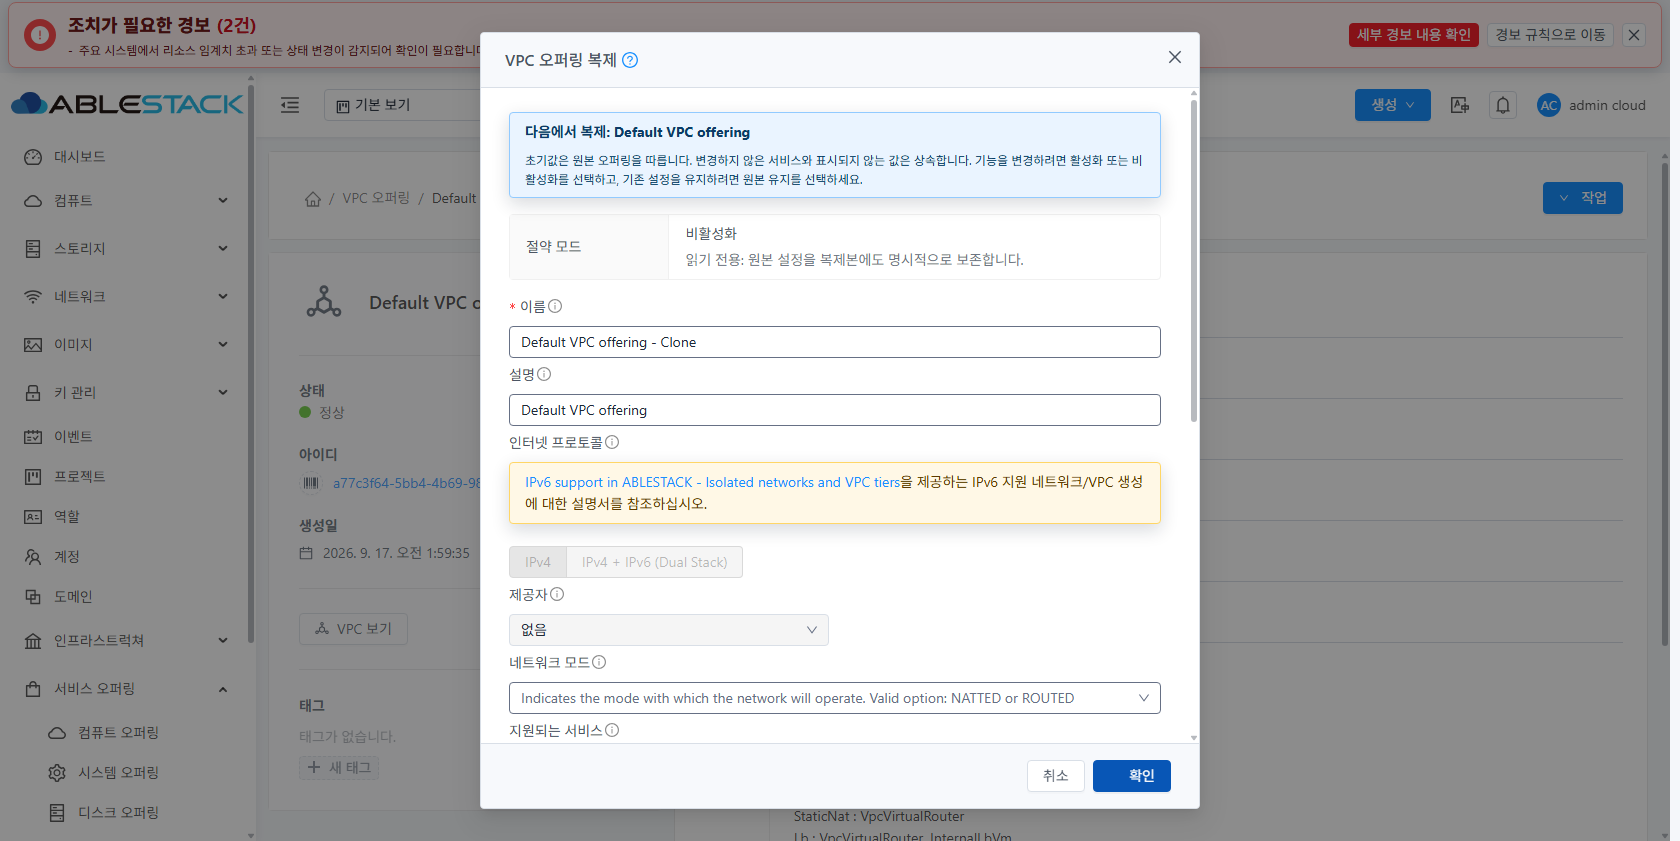 조치가 필요한 경보 (2건)
- 주요 시스템에서 리소스 임계치 초과 또는 상태 변경이 감지되어 확인이 필요합니다
세부 경보 내용 확인
경보 규칙으로 이동
ABLESTACK
기본 보기
생성
AC
admin cloud
대시보드
컴퓨트
스토리지
네트워크
이미지
키 관리
이벤트
프로젝트
역할
계정
도메인
인프라스트럭쳐
서비스 오퍼링
컴퓨트 오퍼링
시스템 오퍼링
디스크 오퍼링
/ VPC 오퍼링 / Default
작업
Default VPC o
상태
정상
아이디
a77c3f64-5bb4-4b69-98
생성일
2026. 9. 17. 오전 1:59:35
VPC 보기
태그
태그가 없습니다.
+ 새 태그
VPC 오퍼링 복제
다음에서 복제: Default VPC offering
초기값은 원본 오퍼링을 따릅니다. 변경하지 않은 서비스와 표시되지 않는 값은 상속합니다. 기능을 변경하려면 활성화 또는 비
활성화를 선택하고, 기존 설정을 유지하려면 원본 유지를 선택하세요.
절약 모드
비활성화
읽기 전용: 원본 설정을 복제본에도 명시적으로 보존합니다.
* 이름
Default VPC offering - Clone
설명
Default VPC offering
인터넷 프로토콜
IPv6 support in ABLESTACK - Isolated networks and VPC tiers을 제공하는 IPv6 지원 네트워크/VPC 생성
에 대한 설명서를 참조하십시오.
IPv4
IPv4 + IPv6 (Dual Stack)
제공자
없음
네트워크 모드
Indicates the mode with which the network will operate. Valid option: NATTED or ROUTED
지원되는 서비스
취소
확인
StaticNat : VpcVirtualRouter
Lb : VpcVirtualRouter, InternalLbVm